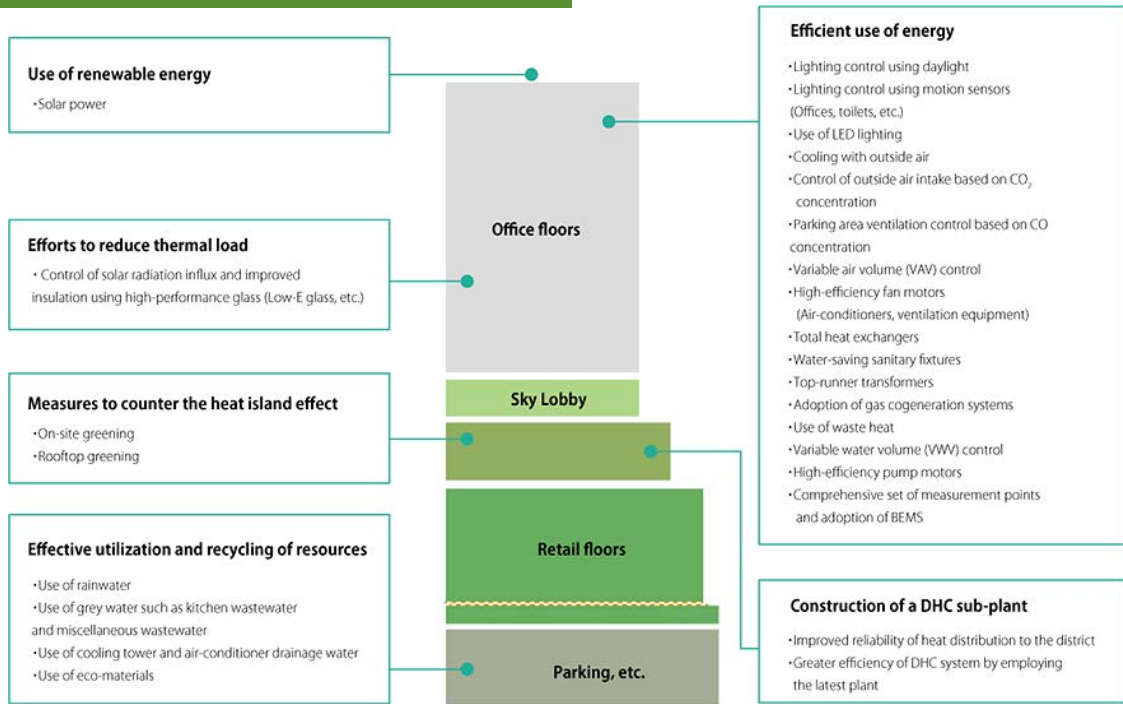 Use of renewable energy
・Solar power
Efforts to reduce thermal load
・Control of solar radiation influx and improved
insulation using high-performance glass (Low-E glass, etc.)
Measures to counter the heat island effect
・On-site greening
・Rooftop greening
Effective utilization and recycling of resources
・Use of rainwater
・Use of grey water such as kitchen wastewater
and miscellaneous wastewater
・Use of cooling tower and air-conditioner drainage water
・Use of eco-materials
Office floors
Sky Lobby
Retail floors
Parking, etc.
Efficient use of energy
・Lighting control using daylight
・Lighting control using motion sensors
(Offices, toilets, etc.)
・Use of LED lighting
・Cooling with outside air
・Control of outside air intake based on CO₂
concentration
・Parking area ventilation control based on CO
concentration
・Variable air volume (VAV) control
・High-efficiency fan motors
(Air-conditioners, ventilation equipment)
・Total heat exchangers
・Water-saving sanitary fixtures
・Top-runner transformers
・Adoption of gas cogeneration systems
・Use of waste heat
・Variable water volume (VWV) control
・High-efficiency pump motors
・Comprehensive set of measurement points
and adoption of BEMS
Construction of a DHC sub-plant
・Improved reliability of heat distribution to the district
・Greater efficiency of DHC system by employing
the latest plant